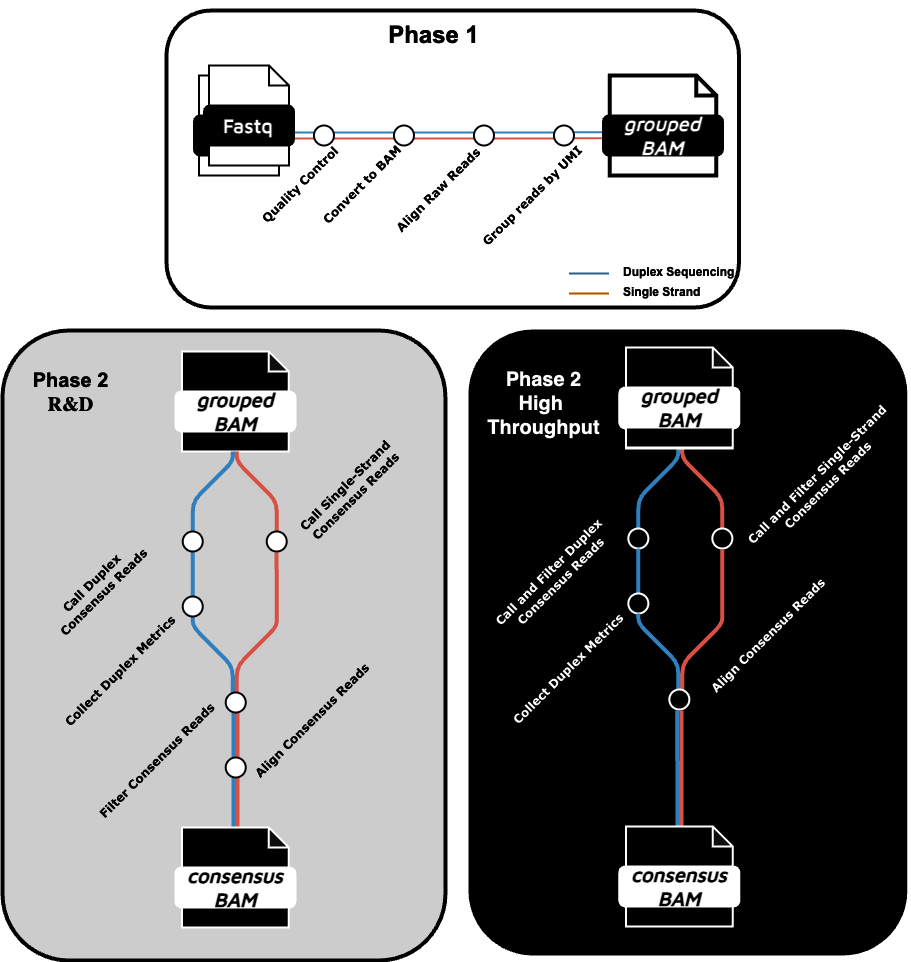 Phase 1
Fastq
grouped
BAM
Quality Control
Convert to BAM
Align Raw Reads
Group reads by UMI
Duplex Sequencing
Single Strand
Phase 2
R&D
grouped
BAM
Call Single-Strand
Consensus Reads
Call Duplex
Consensus Reads
Collect Duplex Metrics
Filter Consensus Reads
Align Consensus Reads
consensus
BAM
Phase 2
High
Throughput
grouped
BAM
Call and Filter Single-Strand
Consensus Reads
Call and Filter Duplex
Consensus Reads
Collect Duplex Metrics
Align Consensus Reads
consensus
BAM